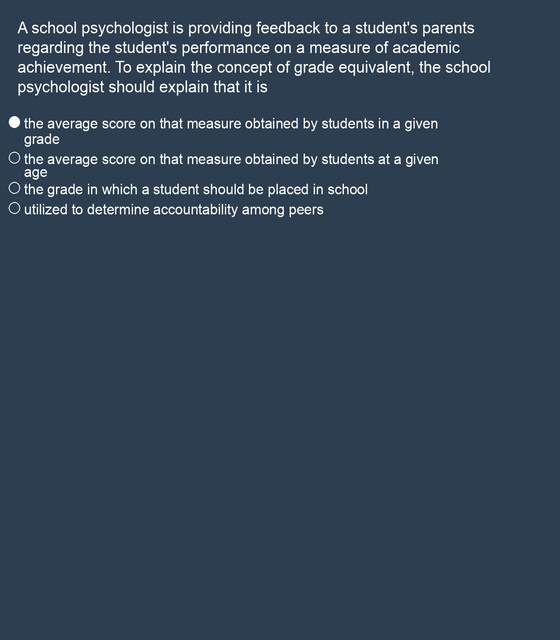 A school psychologist is providing feedback to a student's parents
regarding the student's performance on a measure of academic
achievement. To explain the concept of grade equivalent, the school
psychologist should explain that it is
the average score on that measure obtained by students in a given
grade
the average score on that measure obtained by students at a given
age
the grade in which a student should be placed in school
utilized to determine accountability among peers